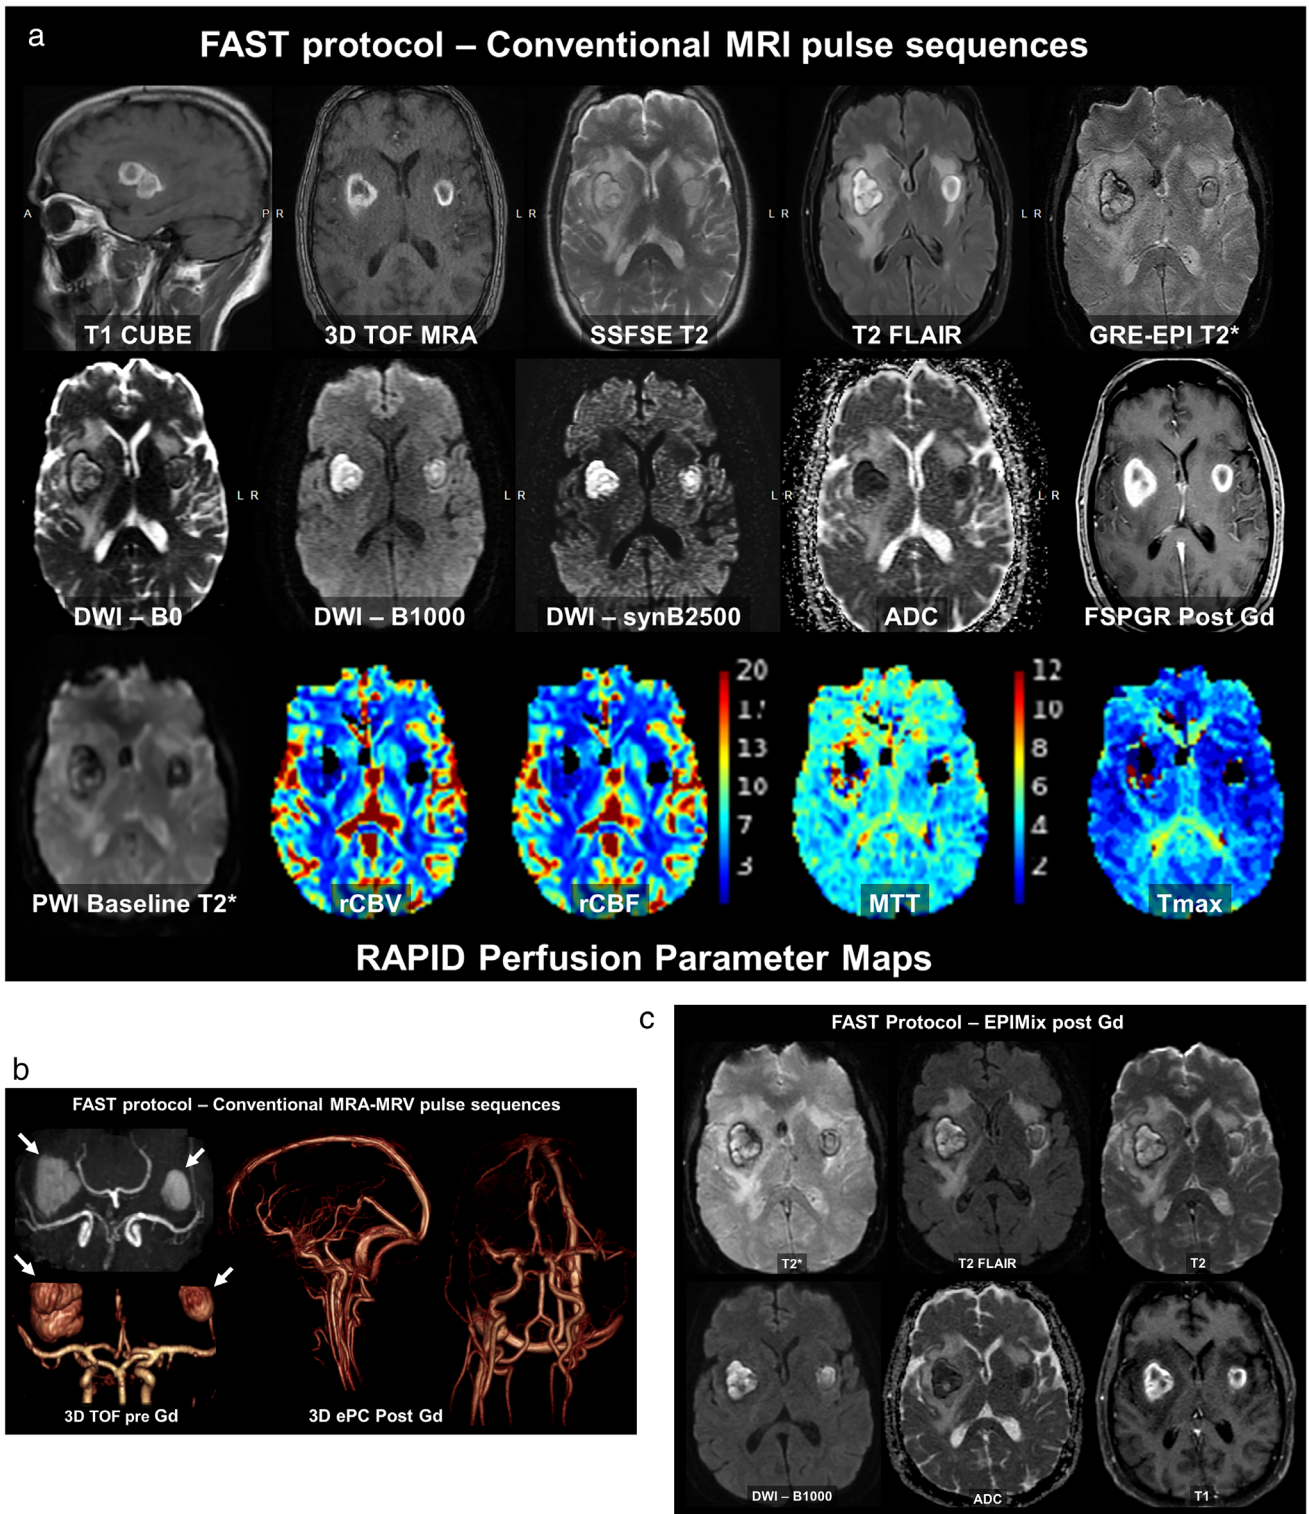 a
FAST protocol – Conventional MRI pulse sequences
A
P R
L R
L R
L R
T1 CUBE
3D TOF MRA
SSFSE T2
T2 FLAIR
GRE-EPI T2*
L R
L R
L R
L R
DWI – B0
DWI – B1000
DWI – synB2500
ADC
FSPGR Post Gd
20
13
10
7
3
12
10
8
6
4
2
PWI Baseline T2*
rCBV
rCBF
MTT
Tmax
RAPID Perfusion Parameter Maps
b
FAST protocol – Conventional MRA-MRV pulse sequences
3D TOF pre Gd
3D ePC Post Gd
c
FAST Protocol – EPIMix post Gd
T2*
T2 FLAIR
T2
DWI – B1000
ADC
T1